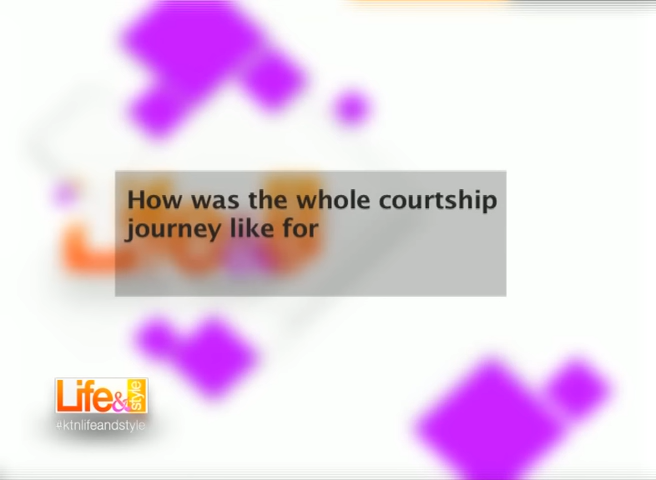 How was the whole courtship
journey like for
Life&style
#ktnlifeandstyle